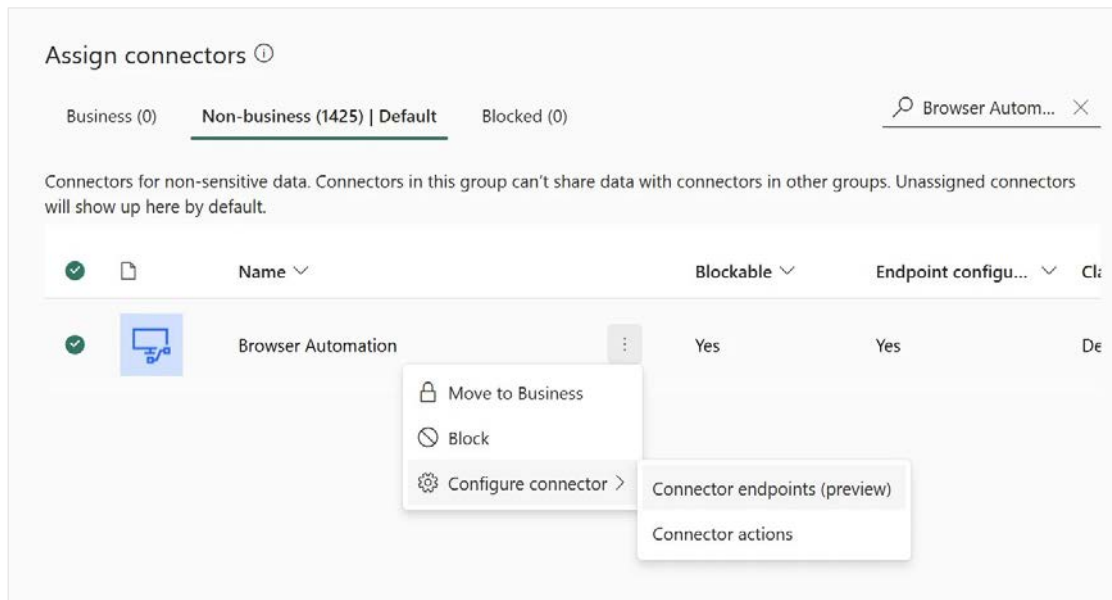 Assign connectors
Business (0) Non-business (1425) | Default Blocked (0) Browser Autom...
Connectors for non-sensitive data. Connectors in this group can't share data with connectors in other groups. Unassigned connectors
will show up here by default.
Name Blockable Endpoint configu... Cla
Browser Automation Yes Yes De
Move to Business
Block
Configure connector
Connector endpoints (preview)
Connector actions